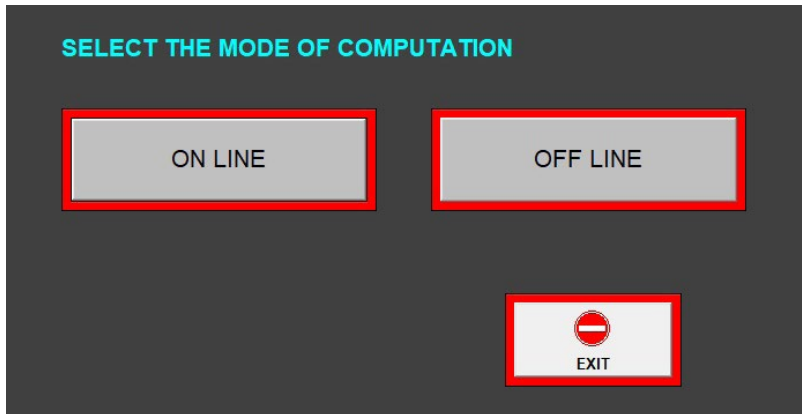 SELECT THE MODE OF COMPUTATION
ON LINE
OFF LINE
EXIT